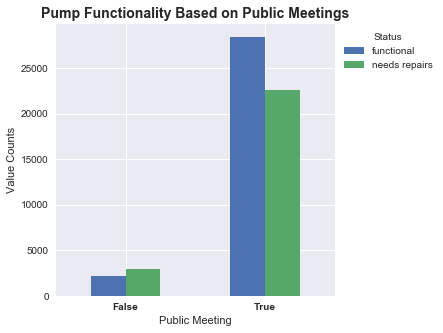 Pump Functionality Based on Public Meetings
Status
functional
needs repairs
25000
20000
15000
10000
5000
0
Value Counts
False
True
Public Meeting